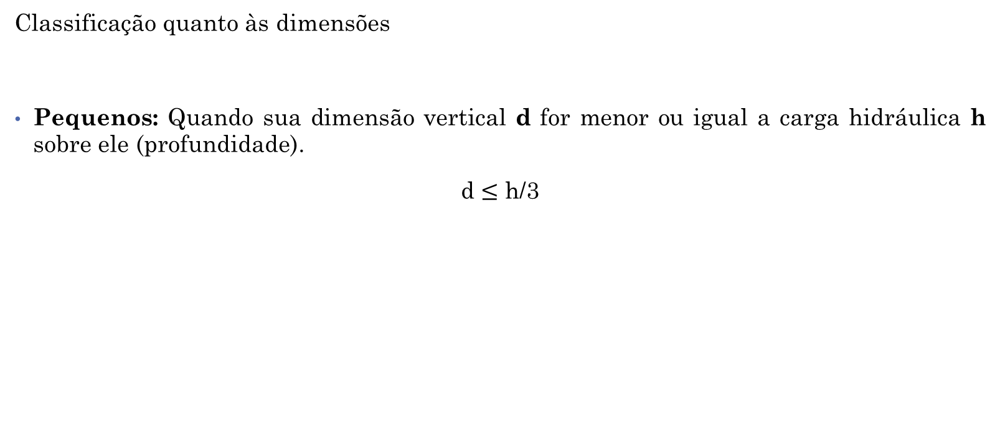 Classificação quanto às dimensões
• Pequenos: Quando sua dimensão vertical d for menor ou igual a carga hidráulica h
sobre ele (profundidade).
d ≤ h/3